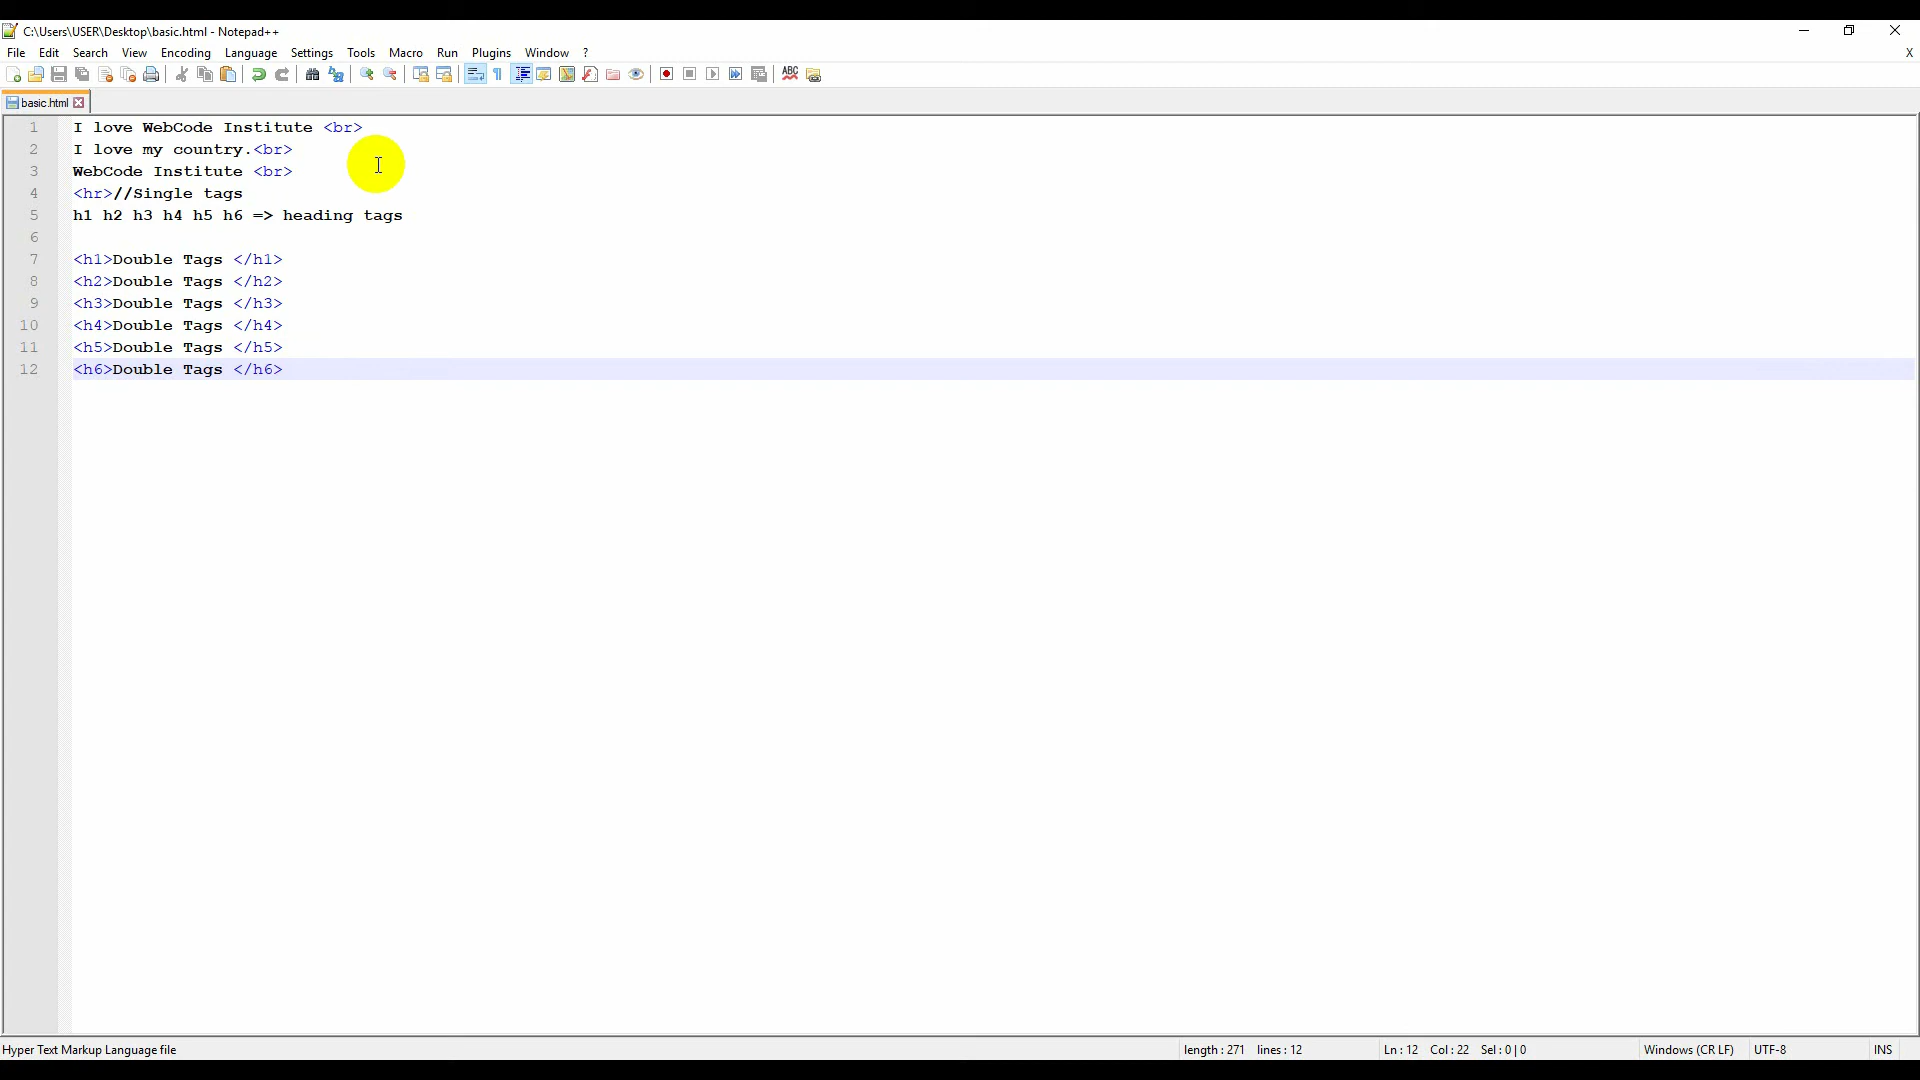 C:\Users\USER\Desktop\basic.html - Notepad++
File Edit Search View Encoding Language Settings Tools Macro Run Plugins Window ? X
ABC
basic.html
1 I love WebCode Institute <br>
2 I love my country.<br>
3 WebCode Institute <br>
4 <hr>//Single tags
5 h1 h2 h3 h4 h5 h6 => heading tags
6
7 <h1>Double Tags </h1>
8 <h2>Double Tags </h2>
9 <h3>Double Tags </h3>
10 <h4>Double Tags </h4>
11 <h5>Double Tags </h5>
12 <h6>Double Tags </h6>
Hyper Text Markup Language file length : 271 lines : 12 Ln : 12 Col : 22 Sel : 0 | 0 Windows (CR LF) UTF-8 INS